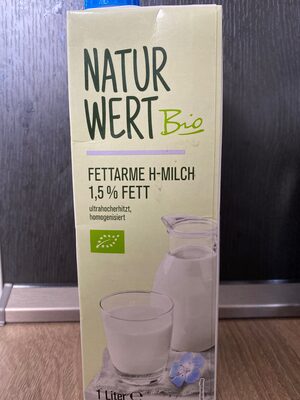 NATUR
WERT Bio
FETTARME H-MILCH
1,5 % FETT
ultrahocherhitzt,
homogenisiert
1 Liter ℮